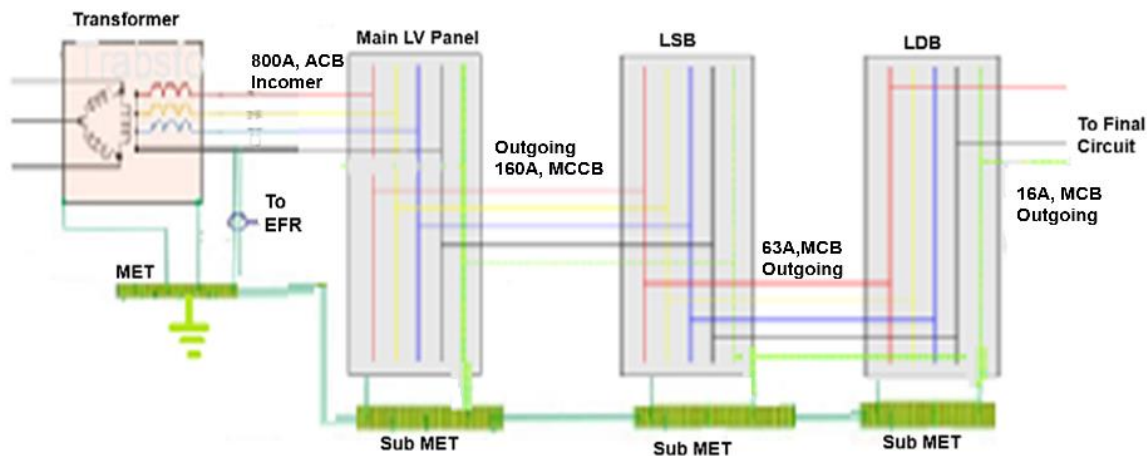 Transformer
Main LV Panel
LSB
LDB
800A, ACB
Incomer
Outgoing
160A, MCCB
To Final
Circuit
16A, MCB
Outgoing
To
EFR
63A,MCB
Outgoing
MET
Sub MET
Sub MET
Sub MET